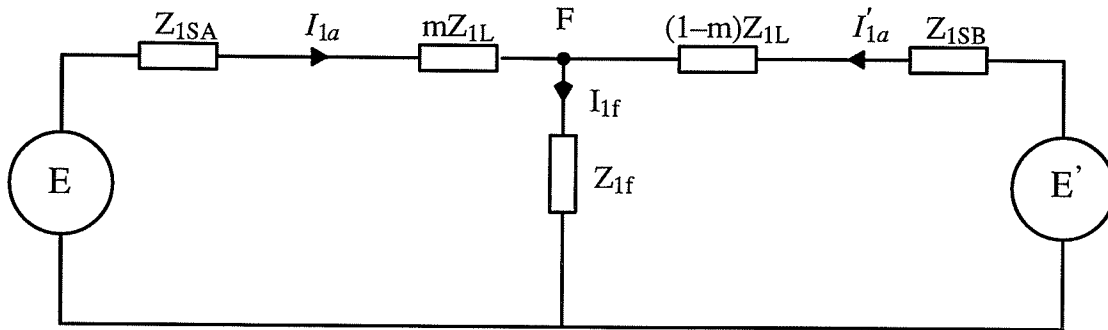 Z1SA I1a mZ1L F (1–m)Z1L I'1a Z1SB
I1f
E Z1f E'